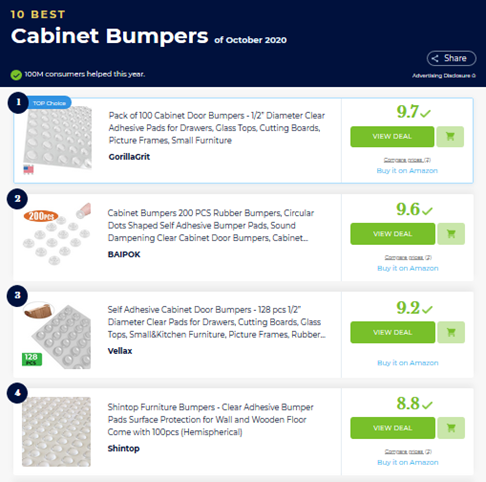 10 BEST
Cabinet Bumpers of October 2020
Share
100M consumers helped this year.
Advertising Disclosure
1
TOP Choice
Pack of 100 Cabinet Door Bumpers - 1/2” Diameter Clear
Adhesive Pads for Drawers, Glass Tops, Cutting Boards,
Picture Frames, Small Furniture
GorillaGrit
9.7
VIEW DEAL
Compare prices (2)
Buy it on Amazon
2
200PCS
Cabinet Bumpers 200 PCS Rubber Bumpers, Circular
Dots Shaped Self Adhesive Bumper Pads, Sound
Dampening Clear Cabinet Door Bumpers, Cabinet...
BAIPOK
9.6
VIEW DEAL
Compare prices (2)
Buy it on Amazon
3
128
PCS
Self Adhesive Cabinet Door Bumpers - 128 pcs 1/2"
Diameter Clear Pads for Drawers, Cutting Boards, Glass
Tops, Small&Kitchen Furniture, Picture Frames, Rubber...
Vellax
9.2
VIEW DEAL
Buy it on Amazon
4
Shintop Furniture Bumpers - Clear Adhesive Bumper
Pads Surface Protection for Wall and Wooden Floor
Come with 100pcs (Hemispherical)
Shintop
8.8
VIEW DEAL
Compare prices (2)
Buy it on Amazon